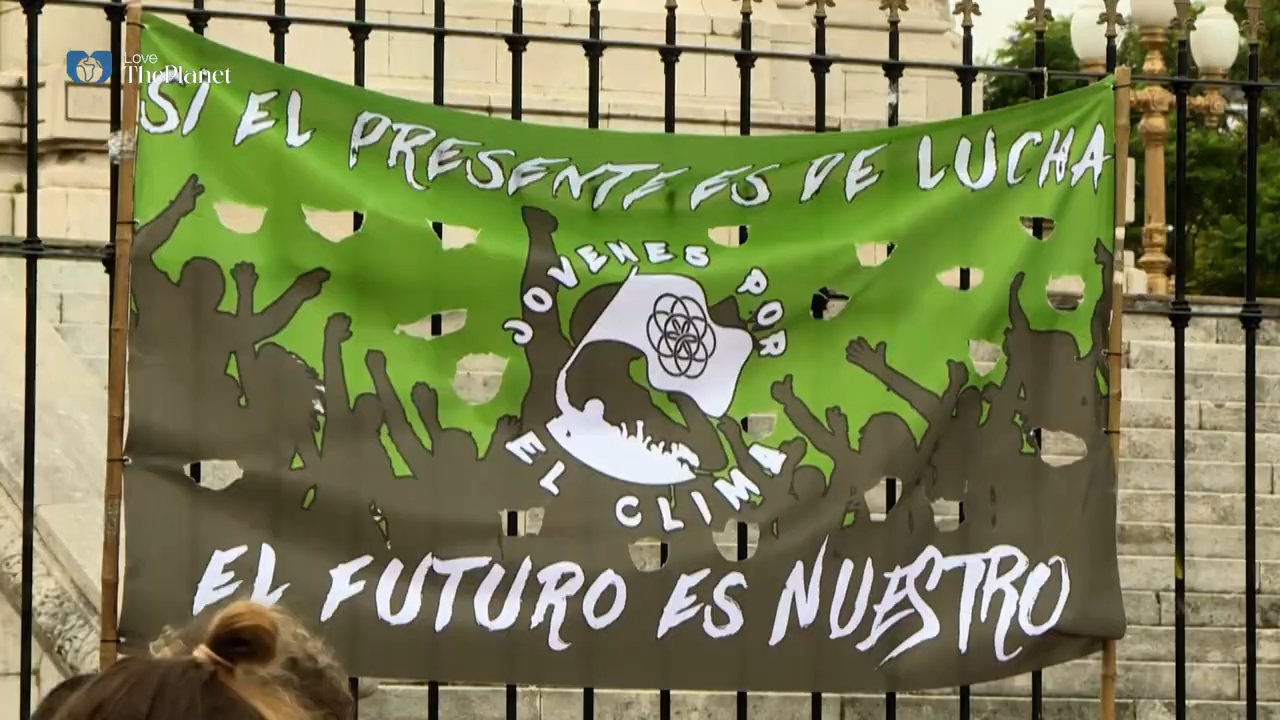 Love
ThePlanet
SI EL PRESENTE ES DE LUCHA
JOVENES POR
EL CLIMA
EL FUTURO ES NUESTRO